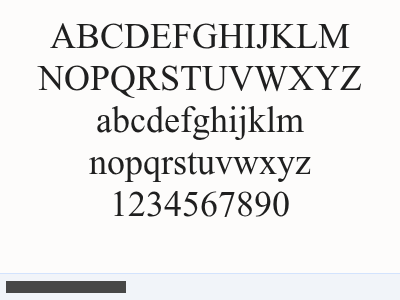 ABCDEFGHIJKLM
NOPQRSTUVWXYZ
abcdefghijklm
nopqrstuvwxyz
1234567890